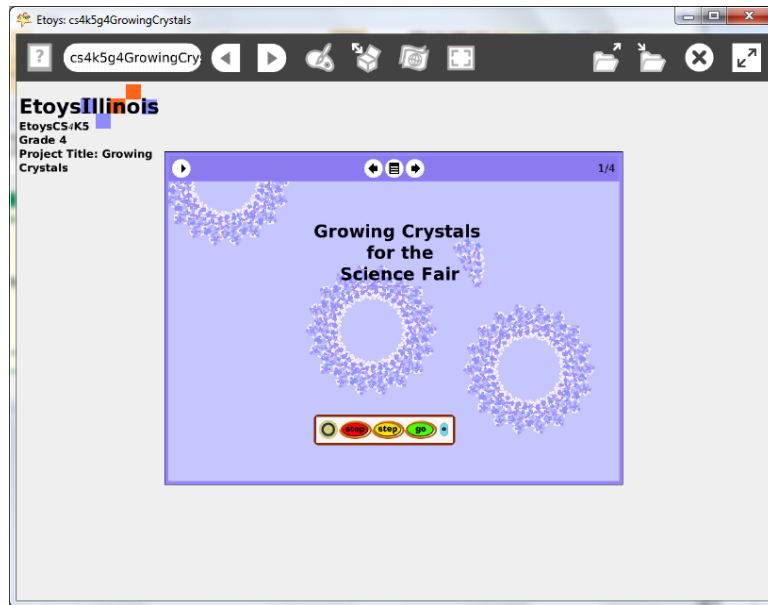 Etoys: cs4k5g4GrowingCrystals
?
cs4k5g4GrowingCry
EtoysIllinois
EtoysCS4K5
Grade 4
Project Title: Growing
Crystals
1/4
Growing Crystals
for the
Science Fair
stop step go